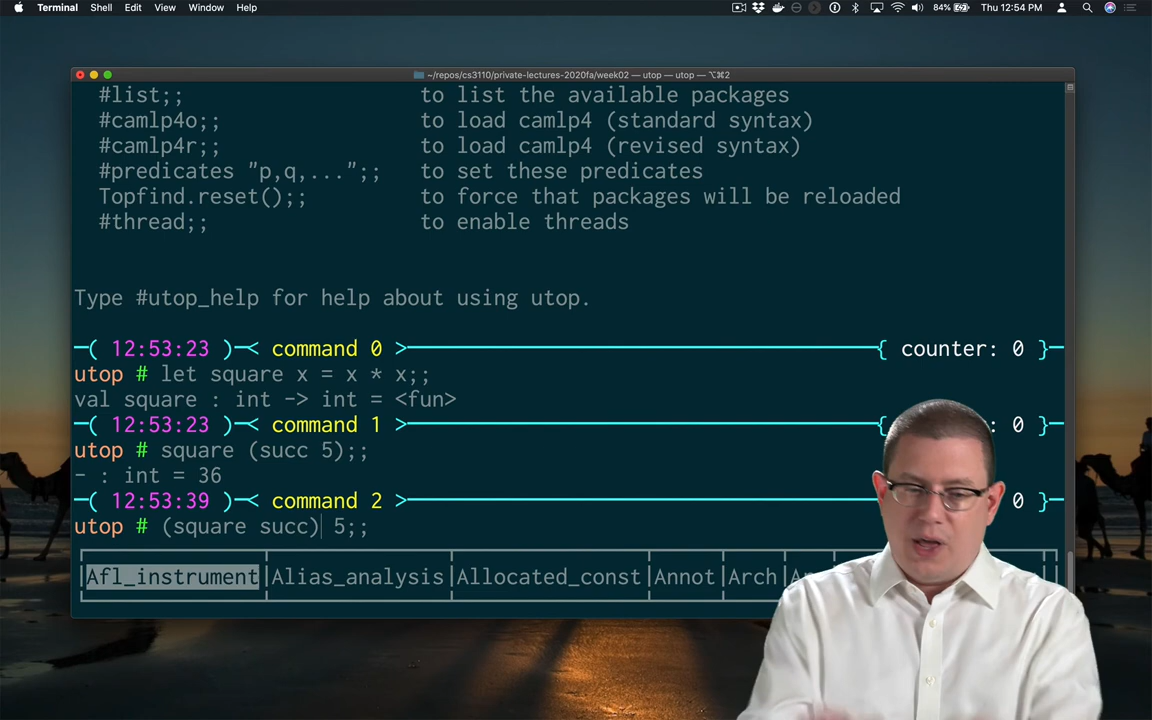 Terminal Shell Edit View Window Help 84% Thu 12:54 PM
~/repos/cs3110/private-lectures-2020fa/week02 — utop — utop — ⌥⌘2
#list;; to list the available packages
#camlp4o;; to load camlp4 (standard syntax)
#camlp4r;; to load camlp4 (revised syntax)
#predicates "p,q,...";; to set these predicates
Topfind.reset();; to force that packages will be reloaded
#thread;; to enable threads
Type #utop_help for help about using utop.
─( 12:53:23 )─< command 0 >─{ counter: 0 }─
utop # let square x = x * x;;
val square : int -> int = <fun>
─( 12:53:23 )─< command 1 >─{ : 0 }─
utop # square (succ 5);;
- : int = 36
─( 12:53:39 )─< command 2 >─ 0 }─
utop # (square succ) 5;;
Afl_instrument|Alias_analysis|Allocated_const|Annot|Arch